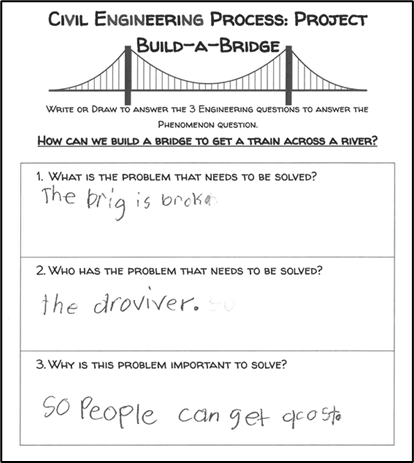 Civil Engineering Process: Project
Build-a-Bridge
Write or Draw to answer the 3 Engineering questions to answer the
Phenomenon question.
How can we build a bridge to get a train across a river?
1. What is the problem that needs to be solved?
The brig is broka
2. Who has the problem that needs to be solved?
the droviver. so
3. Why is this problem important to solve?
So People can get qcost.